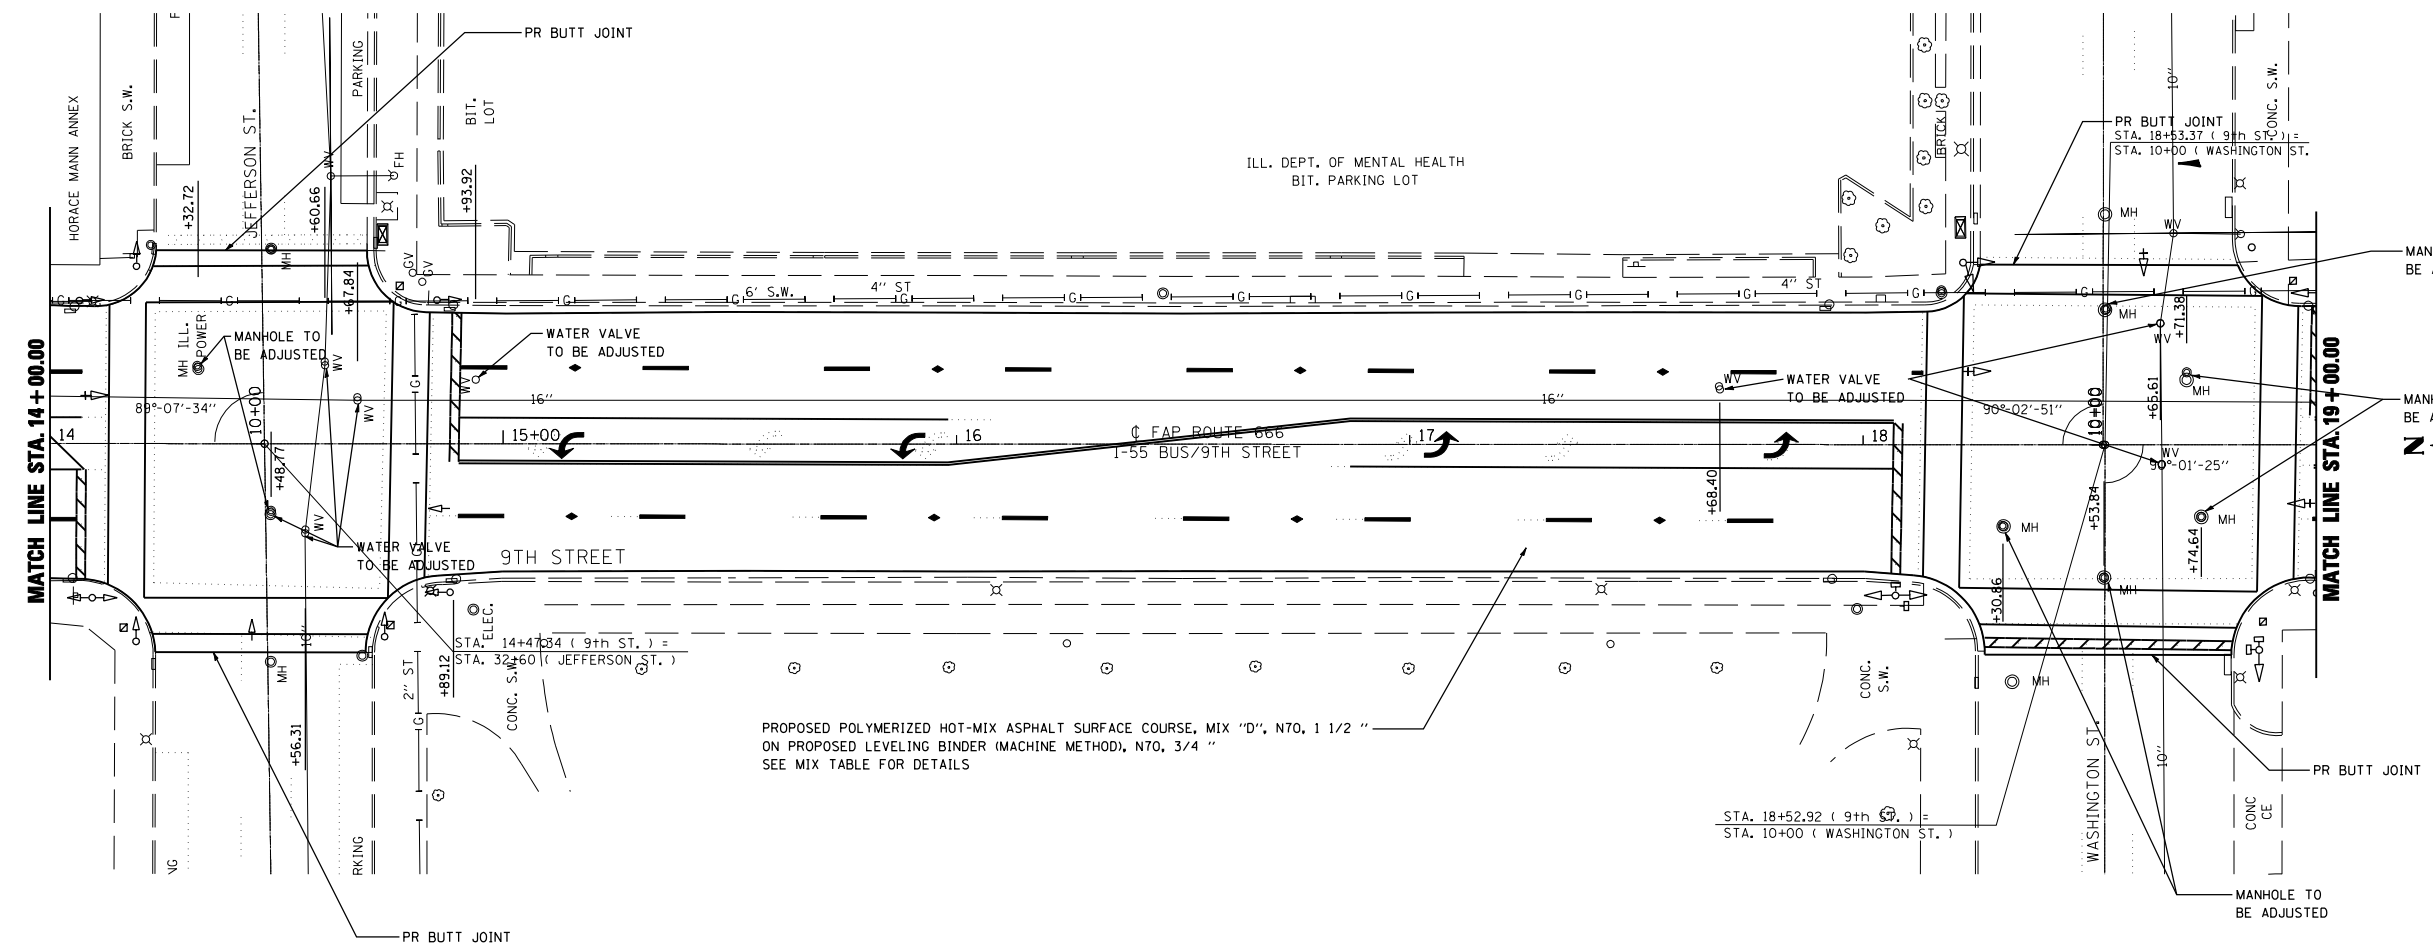 PR BUTT JOINT
HORACE MANN ANNEX
BRICK S.W.
JEFFERSON ST.
PARKING
BIT.
LOT
+32.72
+60.66
WV
FH
+93.92
MH
+67.84
GV
GV
ILL. DEPT. OF MENTAL HEALTH
BIT. PARKING LOT
BRICK
10"
CONC. S.W.
PR BUTT JOINT
STA. 18+53.37 ( 9th ST. ) =
STA. 10+00 ( WASHINGTON ST.
MH
WV
MAN
BE
G
G
G
G
6' S.W.
G
4" ST
G
G
G
G
G
G
4" ST
G
G
G
MH
+71.38
WV
MATCH LINE STA. 14+00.00
MH ILL.
POWER
MANHOLE TO
BE ADJUSTED
WV
WV
G
WATER VALVE
TO BE ADJUSTED
WV
WV
WATER VALVE
TO BE ADJUSTED
MH
MANH
BE A
MATCH LINE STA. 19+00.00
89°-07'-34"
10+00
16"
16"
90°-02'-51"
10+00
+65.61
14
15+00
16
℄ FAP ROUTE 666
I-55 BUS/9TH STREET
17
18
N
+48.77
+68.40
WV
90°-01'-25"
+53.84
WV
MH
MH
+74.64
WATER VALVE
TO BE ADJUSTED
G
9TH STREET
MH
+30.86
ELEC.
10"
STA. 14+47.34 ( 9th ST. ) =
STA. 32+60 ( JEFFERSON ST. )
MH
2" ST
+89.12
CONC. S.W.
CONC.
S.W.
MH
G
+56.31
PROPOSED POLYMERIZED HOT-MIX ASPHALT SURFACE COURSE, MIX "D", N70, 1 1/2 "
ON PROPOSED LEVELING BINDER (MACHINE METHOD), N70, 3/4 "
SEE MIX TABLE FOR DETAILS
WASHINGTON ST.
10"
PR BUTT JOINT
STA. 18+52.92 ( 9th ST. ) =
STA. 10+00 ( WASHINGTON ST. )
CONC
CE
NG
RKING
MANHOLE TO
BE ADJUSTED
PR BUTT JOINT